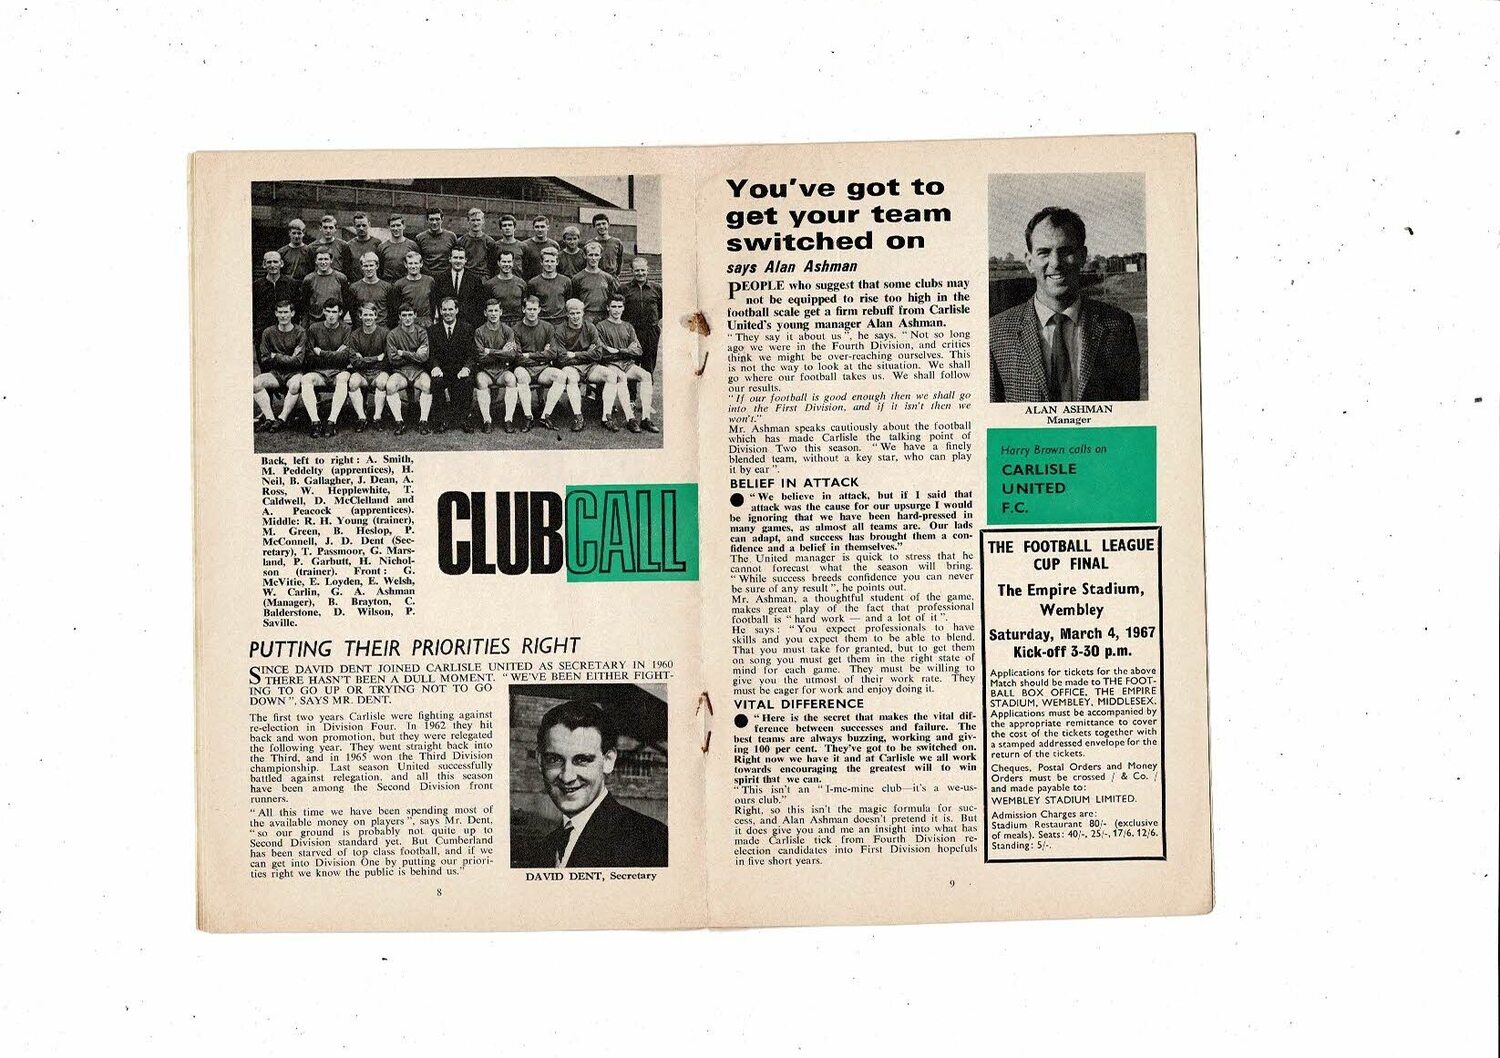 Back, left to right: A. Smith,
M. Peddelty (apprentices), H.
Neil, B. Gallagher, J. Dean, A.
Ross, W. Hepplewhite, T.
Caldwell, D. McClelland and
A. Peacock (apprentices).
Middle: R. H. Young (trainer),
M. Green, B. Heslop, P.
McConnell, J. D. Dent (Sec-
retary), T. Passmoor, G. Mars-
land, P. Garbutt, H. Nichol-
son (trainer). Front: G.
McVitie, E. Loyden, E. Welsh,
W. Carlin, G. A. Ashman
(Manager), B. Brayton, C.
Balderstone, D. Wilson, P.
Saville.
CLUBCALL
PUTTING THEIR PRIORITIES RIGHT
SINCE DAVID DENT JOINED CARLISLE UNITED AS SECRETARY IN 1960
THERE HASN'T BEEN A DULL MOMENT. "WE'VE BEEN EITHER FIGHT-
ING TO GO UP OR TRYING NOT TO GO
DOWN", SAYS MR. DENT.
The first two years Carlisle were fighting against
re-election in Division Four. In 1962 they hit
back and won promotion, but they were relegated
the following year. They went straight back into
the Third, and in 1965 won the Third Division
championship. Last season United successfully
battled against relegation, and all this season
have been among the Second Division front
runners.
"All this time we have been spending most of
the available money on players", says Mr. Dent,
"so our ground is probably not quite up to
Second Division standard yet. But Cumberland
has been starved of top class football, and if we
can get into Division One by putting our priori-
ties right we know the public is behind us."
DAVID DENT, Secretary
8
You've got to
get your team
switched on
says Alan Ashman
PEOPLE who suggest that some clubs may
not be equipped to rise too high in the
football scale get a firm rebuff from Carlisle
United's young manager Alan Ashman.
"They say it about us", he says. "Not so long
ago we were in the Fourth Division, and critics
think we might be over-reaching ourselves. This
is not the way to look at the situation. We shall
go where our football takes us. We shall follow
our results.
"If our football is good enough then we shall go
into the First Division, and if it isn't then we
won't."
Mr. Ashman speaks cautiously about the football
which has made Carlisle the talking point of
Division Two this season. "We have a finely
blended team, without a key star, who can play
it by ear".
BELIEF IN ATTACK
● "We believe in attack, but if I said that
attack was the cause for our upsurge I would
be ignoring that we have been hard-pressed in
many games, as almost all teams are. Our lads
can adapt, and success has brought them a con-
fidence and a belief in themselves."
The United manager is quick to stress that he
cannot forecast what the season will bring.
"While success breeds confidence you can never
be sure of any result", he points out.
Mr. Ashman, a thoughtful student of the game,
makes great play of the fact that professional
football is "hard work — and a lot of it".
He says: "You expect professionals to have
skills and you expect them to be able to blend.
That you must take for granted, but to get them
on song you must get them in the right state of
mind for each game. They must be willing to
give you the utmost of their work rate. They
must be eager for work and enjoy doing it.
VITAL DIFFERENCE
● "Here is the secret that makes the vital dif-
ference between successes and failure. The
best teams are always buzzing, working and giv-
ing 100 per cent. They've got to be switched on.
Right now we have it and at Carlisle we all work
towards encouraging the greatest will to win
spirit that we can.
"This isn't an "I-me-mine club—it's a we-us-
ours club."
Right, so this isn't the magic formula for suc-
cess, and Alan Ashman doesn't pretend it is. But
it does give you and me an insight into what has
made Carlisle tick from Fourth Division re-
election candidates into First Division hopefuls
in five short years.
9
ALAN ASHMAN
Manager
Harry Brown calls on
CARLISLE
UNITED
F.C.
THE FOOTBALL LEAGUE
CUP FINAL
The Empire Stadium,
Wembley
Saturday, March 4, 1967
Kick-off 3-30 p.m.
Applications for tickets for the above
Match should be made to THE FOOT-
BALL BOX OFFICE, THE EMPIRE
STADIUM, WEMBLEY, MIDDLESEX.
Applications must be accompanied by
the appropriate remittance to cover
the cost of the tickets together with
a stamped addressed envelope for the
return of the tickets.
Cheques, Postal Orders and Money
Orders must be crossed / & Co. /
and made payable to:
WEMBLEY STADIUM LIMITED.
Admission Charges are:
Stadium Restaurant 80/- (exclusive
of meals). Seats: 40/-, 25/-, 17/6, 12/6.
Standing: 5/-.